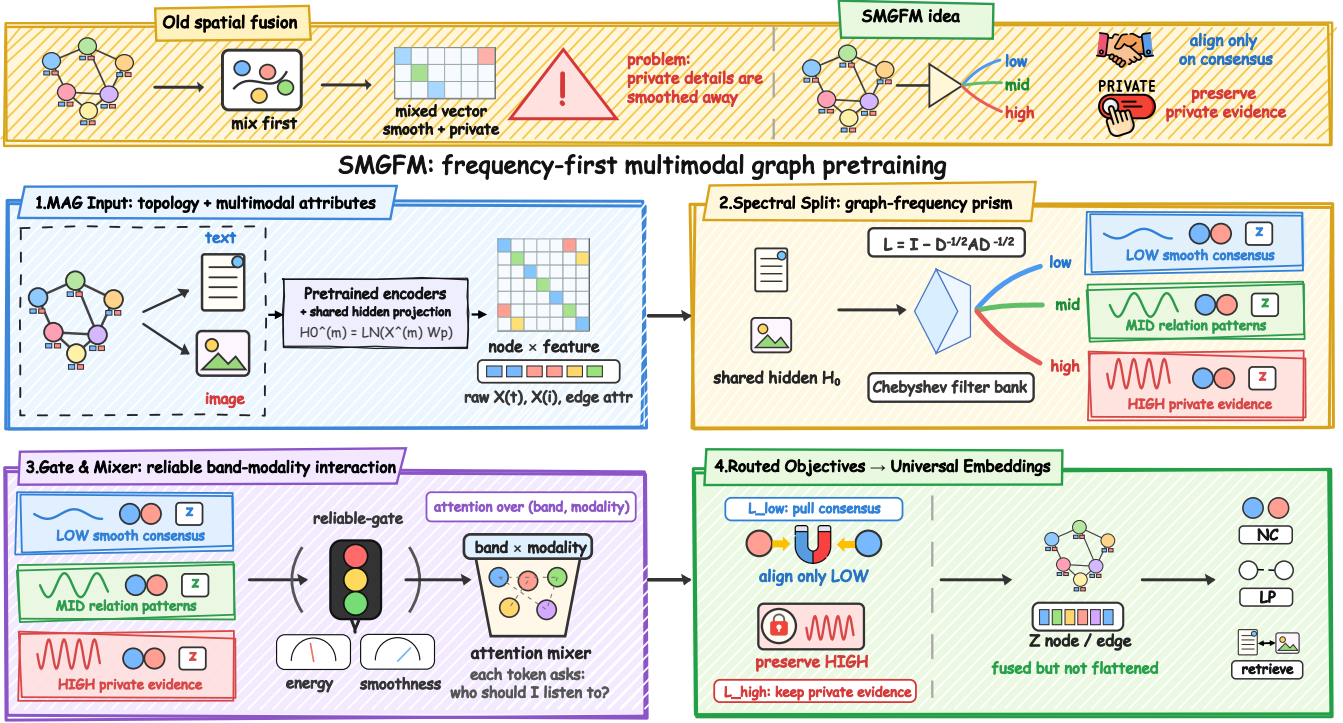 Old spatial fusion
mix first
mixed vector
smooth + private
!
problem:
private details are
smoothed away
SMGFM idea
low
mid
high
align only
on consensus
PRIVATE
preserve
private evidence
SMGFM: frequency-first multimodal graph pretraining
1.MAG Input: topology + multimodal attributes
text
image
Pretrained encoders
+ shared hidden projection
H0^(m) = LN(X^(m) Wp)
node × feature
raw X(t), X(i), edge attr
2.Spectral Split: graph-frequency prism
shared hidden H₀
L = I – D-1/2AD -1/2
Chebyshev filter bank
low
mid
high
z
LOW smooth consensus
z
MID relation patterns
z
HIGH private evidence
3.Gate & Mixer: reliable band-modality interaction
z
LOW smooth consensus
z
MID relation patterns
z
HIGH private evidence
reliable-gate
energy
smoothness
attention over (band, modality)
band × modality
attention mixer
each token asks:
who should I listen to?
4.Routed Objectives → Universal Embeddings
L_low: pull consensus
align only LOW
preserve HIGH
L_high: keep private evidence
Z node / edge
fused but not flattened
NC
LP
retrieve